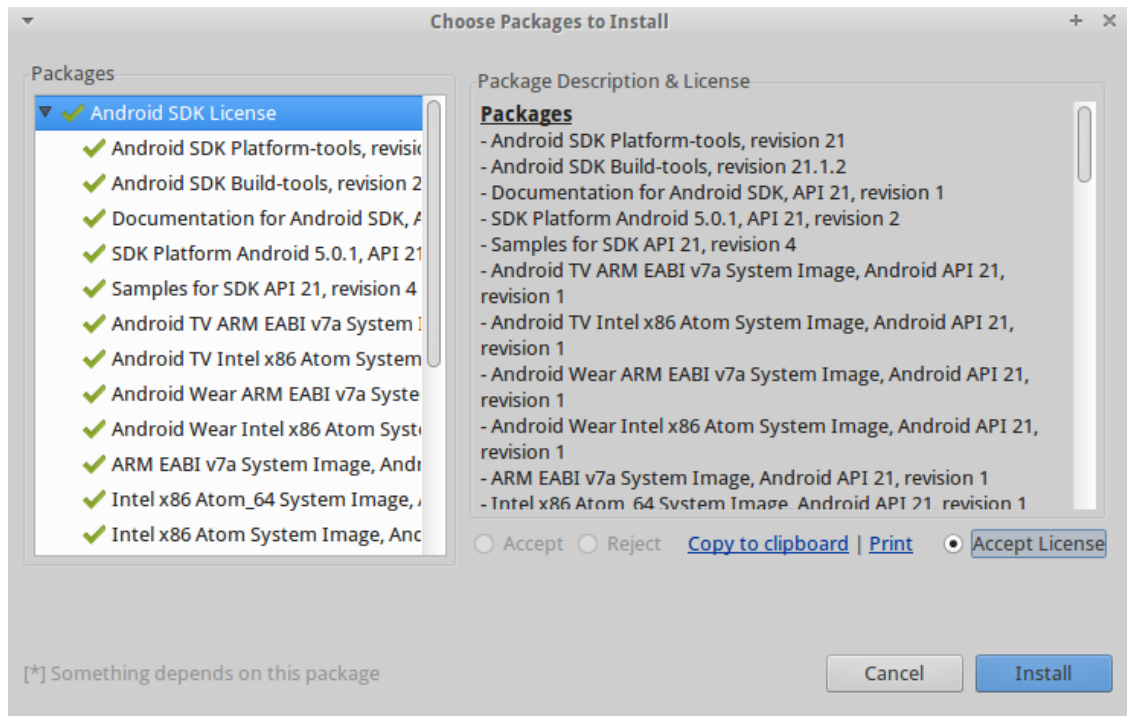 Choose Packages to Install
Packages
Android SDK License
Android SDK Platform-tools,
Android SDK Build-tools, revision 2
Documentation for Android SDK,
SDK Platform Android 5.0.1, API 21
Samples for SDK API 21, revision 4
Android TV ARM EABI v7a System
Android TV Intel x86 Atom System
Android Wear ARM EABI v7a
Android Wear Intel x86 Atom
ARM EABI v7a System Image,
Intel x86 Atom_64 System Image,
Intel x86 Atom System Image,
Package Description & License
Packages
- Android SDK Platform-tools, revision 21
- Android SDK Build-tools, revision 21.1.2
- Documentation for Android SDK, API 21, revision 1
- SDK Platform Android 5.0.1, API 21, revision 2
- Samples for SDK API 21, revision 4
- Android TV ARM EABI v7a System Image, Android API 21,
revision 1
- Android TV Intel x86 Atom System Image, Android API 21,
revision 1
- Android Wear ARM EABI v7a System Image, Android API 21,
revision 1
- Android Wear Intel x86 Atom System Image, Android API 21,
revision 1
- ARM EABI v7a System Image, Android API 21, revision 1
- Intel x86 Atom_64 System Image, Android API 21, revision 1
Accept Reject Copy to clipboard | Print Accept License
[*] Something depends on this package
Cancel Install